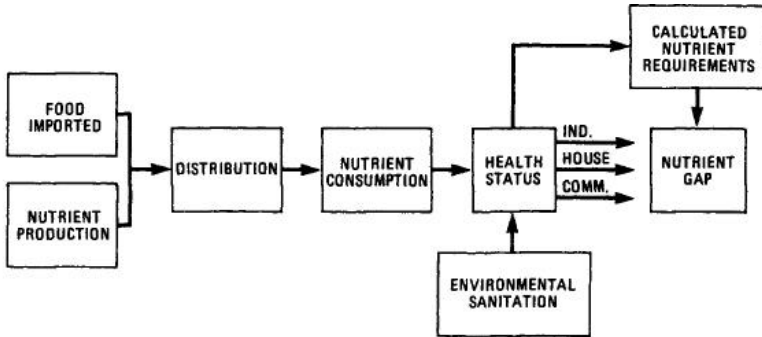 FOOD
IMPORTED
NUTRIENT
PRODUCTION
DISTRIBUTION
NUTRIENT
CONSUMPTION
HEALTH
STATUS
ENVIRONMENTAL
SANITATION
IND.
HOUSE
COMM.
CALCULATED
NUTRIENT
REQUIREMENTS
NUTRIENT
GAP